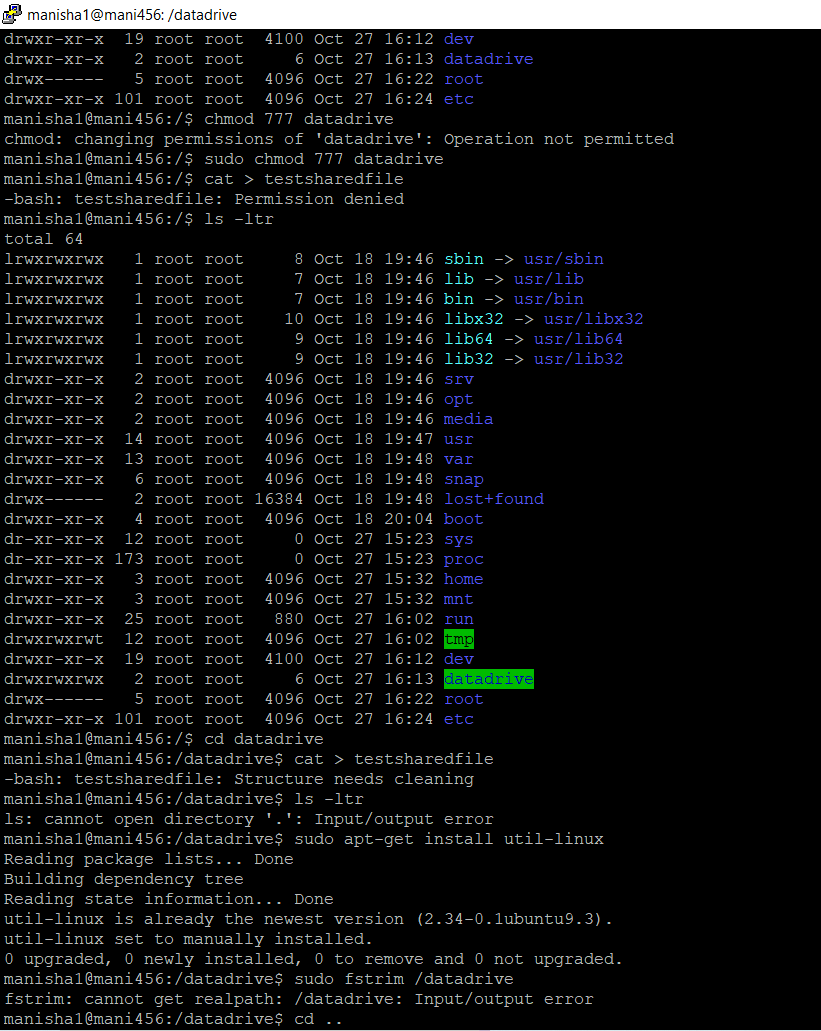 manisha1@mani456: /datadrive
drwxr-xr-x  19 root root  4100 Oct 27 16:12 dev
drwxr-xr-x   2 root root     6 Oct 27 16:13 datadrive
drwx------   5 root root  4096 Oct 27 16:22 root
drwxr-xr-x 101 root root  4096 Oct 27 16:24 etc
manisha1@mani456:/$ chmod 777 datadrive
chmod: changing permissions of 'datadrive': Operation not permitted
manisha1@mani456:/$ sudo chmod 777 datadrive
manisha1@mani456:/$ cat > testsharedfile
-bash: testsharedfile: Permission denied
manisha1@mani456:/$ ls -ltr
total 64
lrwxrwxrwx   1 root root     8 Oct 18 19:46 sbin -> usr/sbin
lrwxrwxrwx   1 root root     7 Oct 18 19:46 lib -> usr/lib
lrwxrwxrwx   1 root root     7 Oct 18 19:46 bin -> usr/bin
lrwxrwxrwx   1 root root    10 Oct 18 19:46 libx32 -> usr/libx32
lrwxrwxrwx   1 root root     9 Oct 18 19:46 lib64 -> usr/lib64
lrwxrwxrwx   1 root root     9 Oct 18 19:46 lib32 -> usr/lib32
drwxr-xr-x   2 root root  4096 Oct 18 19:46 srv
drwxr-xr-x   2 root root  4096 Oct 18 19:46 opt
drwxr-xr-x   2 root root  4096 Oct 18 19:46 media
drwxr-xr-x  14 root root  4096 Oct 18 19:47 usr
drwxr-xr-x  13 root root  4096 Oct 18 19:48 var
drwxr-xr-x   6 root root  4096 Oct 18 19:48 snap
drwx------   2 root root 16384 Oct 18 19:48 lost+found
drwxr-xr-x   4 root root  4096 Oct 18 20:04 boot
dr-xr-xr-x  12 root root     0 Oct 27 15:23 sys
dr-xr-xr-x 173 root root     0 Oct 27 15:23 proc
drwxr-xr-x   3 root root  4096 Oct 27 15:32 home
drwxr-xr-x   3 root root  4096 Oct 27 15:32 mnt
drwxr-xr-x  25 root root   880 Oct 27 16:02 run
drwxrwxrwt  12 root root  4096 Oct 27 16:02 tmp
drwxr-xr-x  19 root root  4100 Oct 27 16:12 dev
drwxrwxrwx   2 root root     6 Oct 27 16:13 datadrive
drwx------   5 root root  4096 Oct 27 16:22 root
drwxr-xr-x 101 root root  4096 Oct 27 16:24 etc
manisha1@mani456:/$ cd datadrive
manisha1@mani456:/datadrive$ cat > testsharedfile
-bash: testsharedfile: Structure needs cleaning
manisha1@mani456:/datadrive$ ls -ltr
ls: cannot open directory '.': Input/output error
manisha1@mani456:/datadrive$ sudo apt-get install util-linux
Reading package lists... Done
Building dependency tree
Reading state information... Done
util-linux is already the newest version (2.34-0.1ubuntu9.3).
util-linux set to manually installed.
0 upgraded, 0 newly installed, 0 to remove and 0 not upgraded.
manisha1@mani456:/datadrive$ sudo fstrim /datadrive
fstrim: cannot get realpath: /datadrive: Input/output error
manisha1@mani456:/datadrive$ cd ..